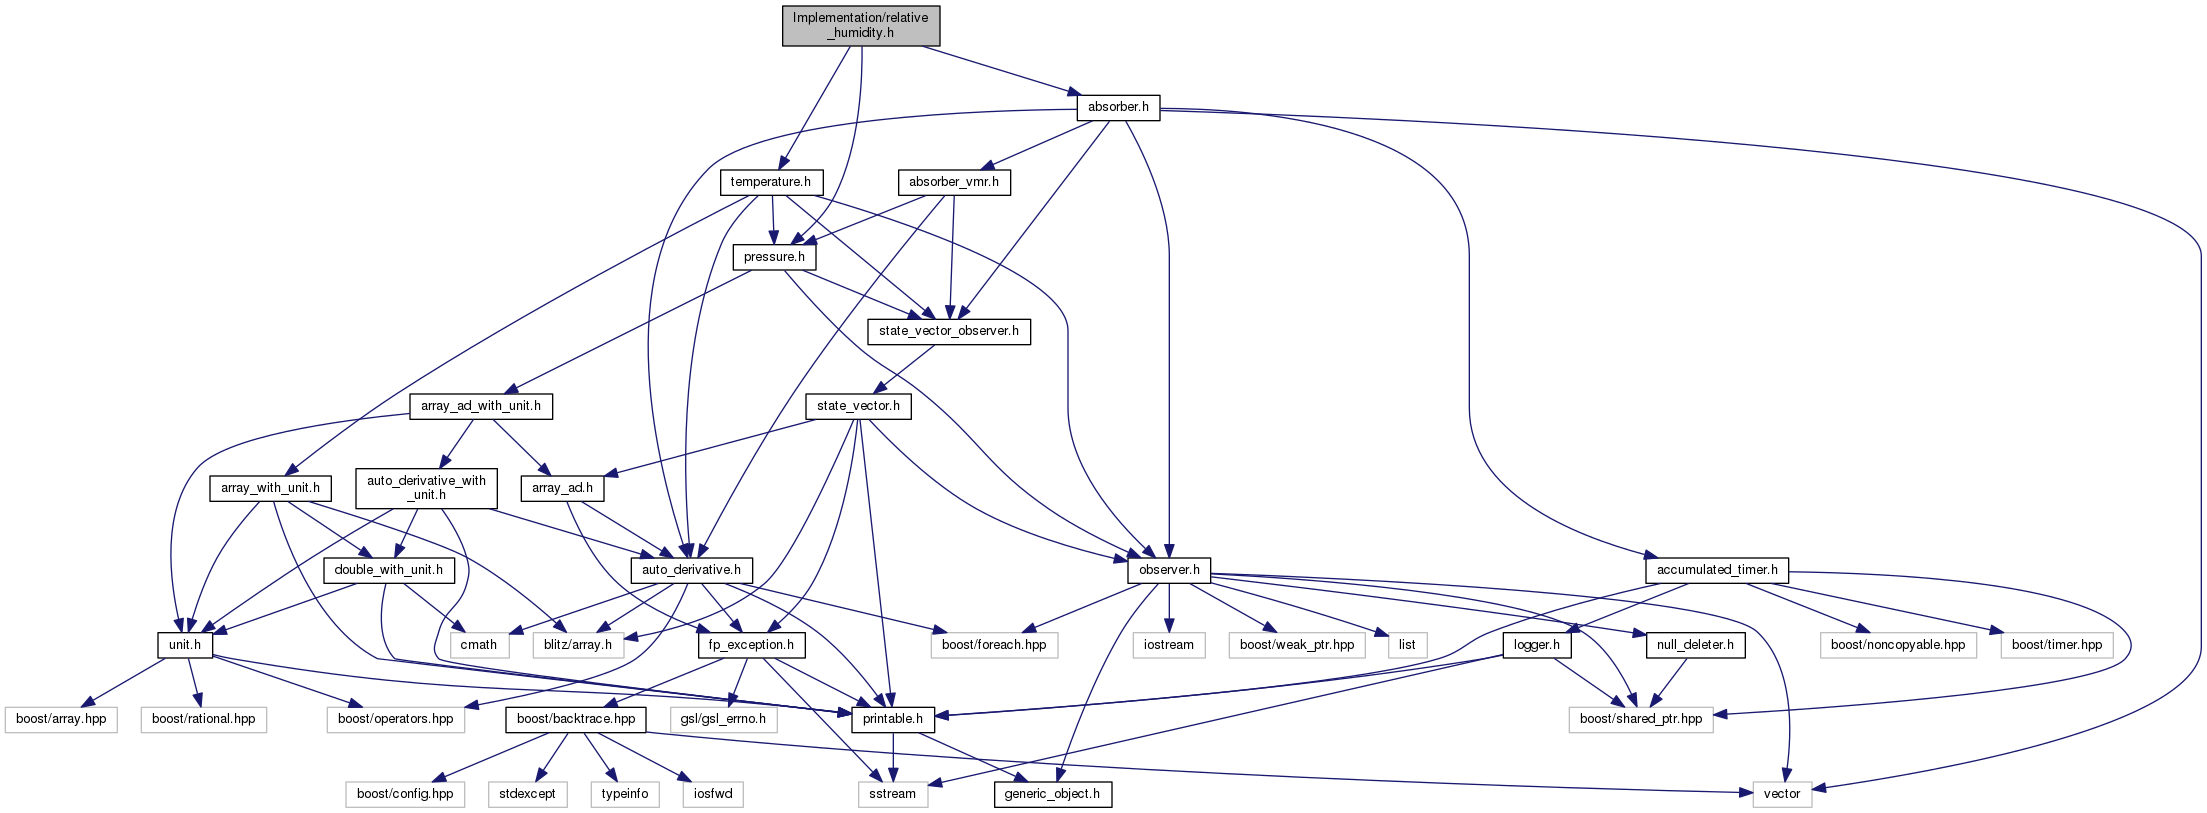 Implementation/relative
_humidity.h
absorber.h
temperature.h
absorber_vmr.h
pressure.h
state_vector_observer.h
array_ad_with_unit.h
state_vector.h
array_with_unit.h
auto_derivative_with
_unit.h
array_ad.h
double_with_unit.h
auto_derivative.h
observer.h
accumulated_timer.h
unit.h
cmath
blitz/array.h
fp_exception.h
boost/foreach.hpp
iostream
boost/weak_ptr.hpp
list
logger.h
null_deleter.h
boost/noncopyable.hpp
boost/timer.hpp
boost/array.hpp
boost/rational.hpp
boost/operators.hpp
boost/backtrace.hpp
gsl/gsl_errno.h
printable.h
boost/shared_ptr.hpp
boost/config.hpp
stdexcept
typeinfo
iosfwd
sstream
generic_object.h
vector